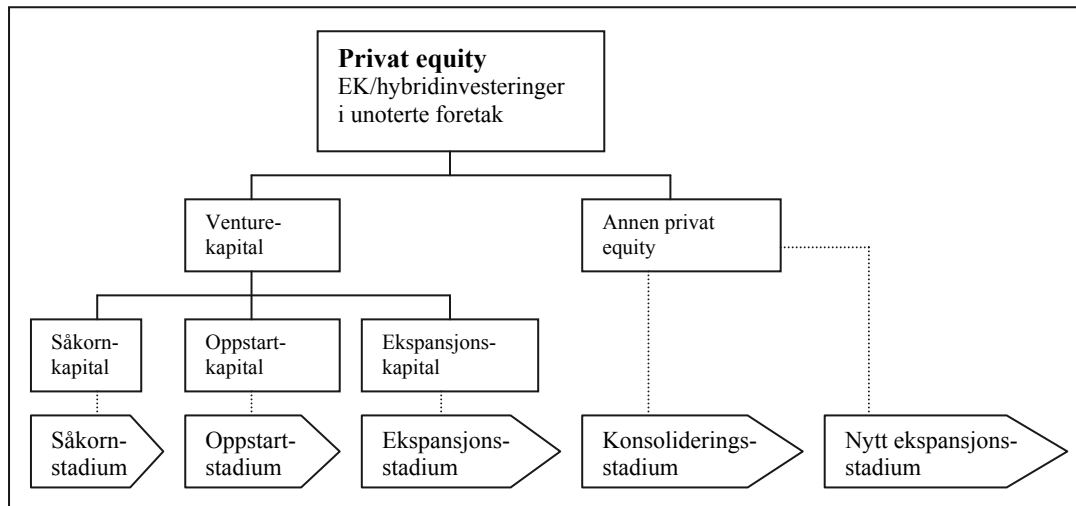 Privat equity
EK/hybridinvesteringer
i unoterte foretak
Venture-
kapital
Annen privat
equity
Såkorn-
kapital
Oppstart-
kapital
Ekspansjons-
kapital
Såkorn-
stadium
Oppstart-
stadium
Ekspansjons-
stadium
Konsoliderings-
stadium
Nytt ekspansjons-
stadium